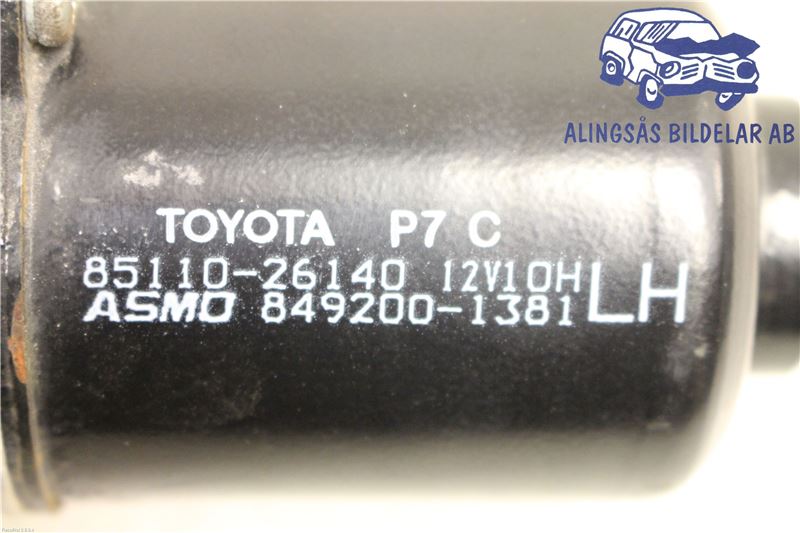 ALINGSÅS BILDELAR AB
TOYOTA P7 C
85110-26140 12V10H
ASMO 849200-1381 LH